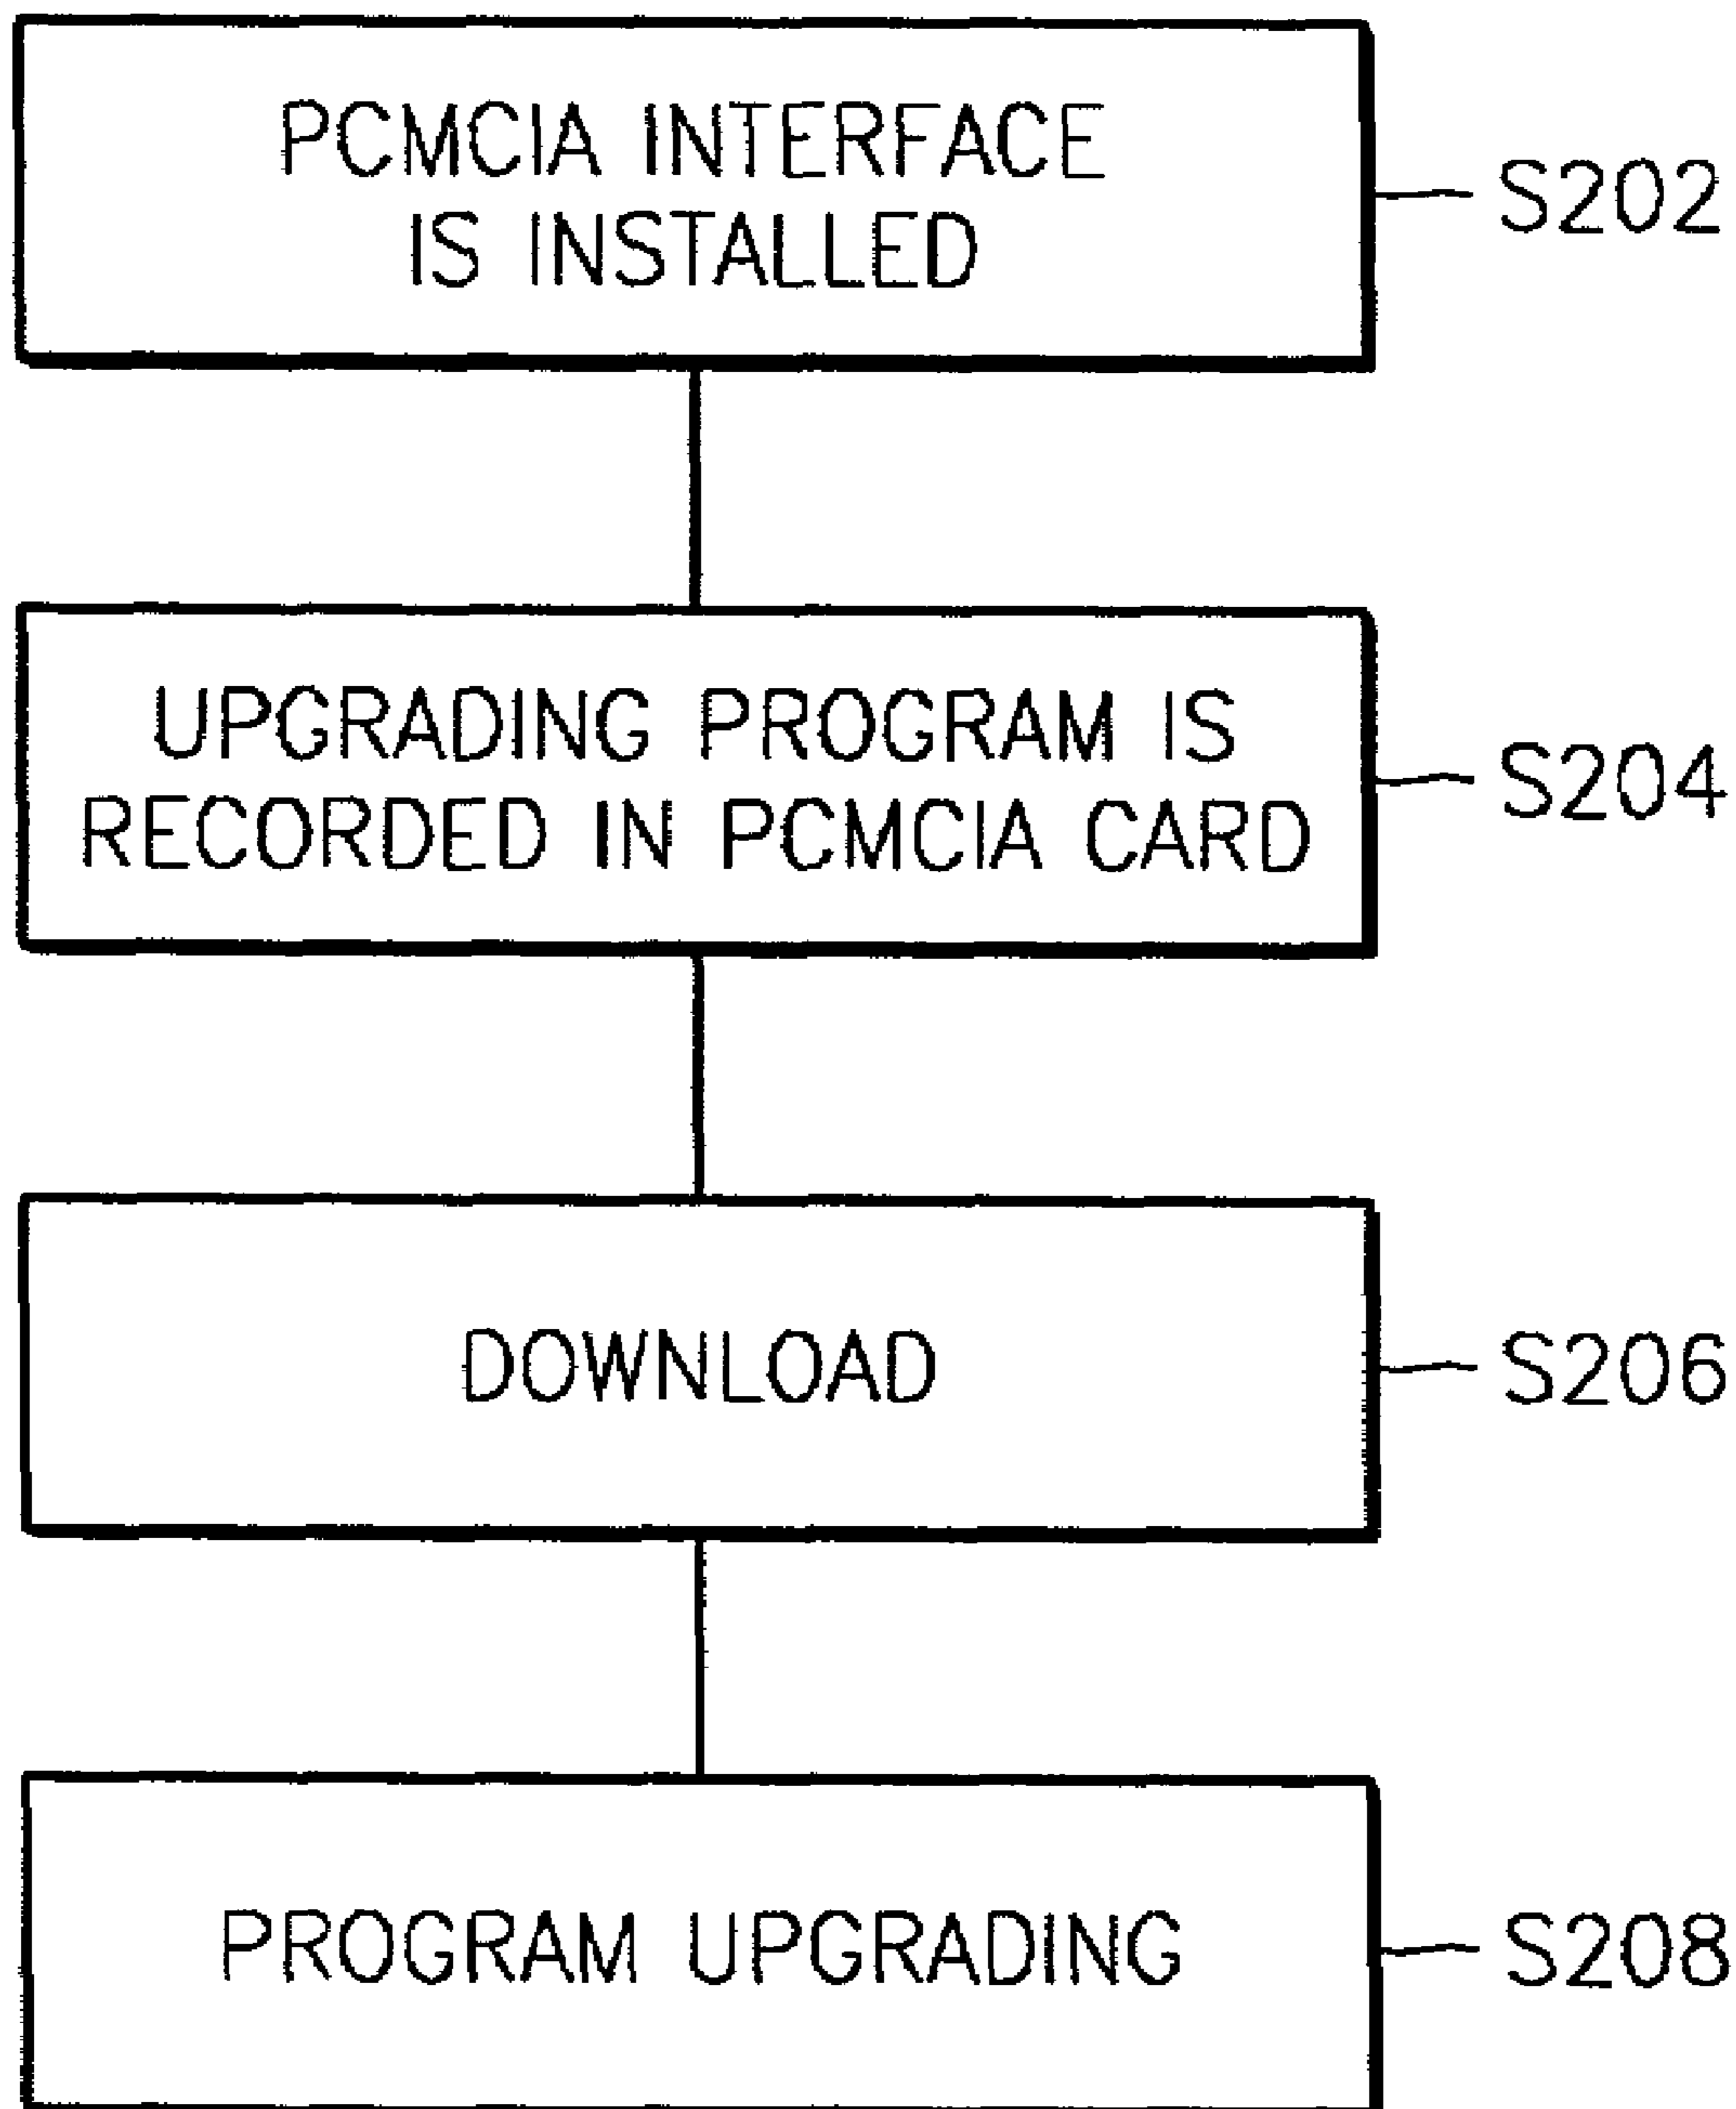 PCMCIA INTERFACE
IS INSTALLED
S202
UPGRADING PROGRAM IS
RECORDED IN PCMCIA CARD
S204
DOWNLOAD
S206
PROGRAM UPGRADING
S208